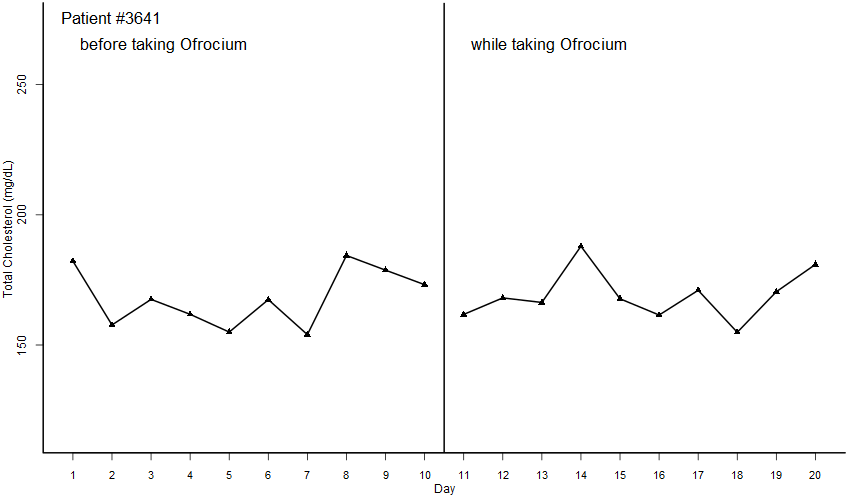 Patient #3641
before taking Ofrocium
while taking Ofrocium
Total Cholesterol (mg/dL)
250
200
150
1 2 3 4 5 6 7 8 9 10 11 12 13 14 15 16 17 18 19 20
Day